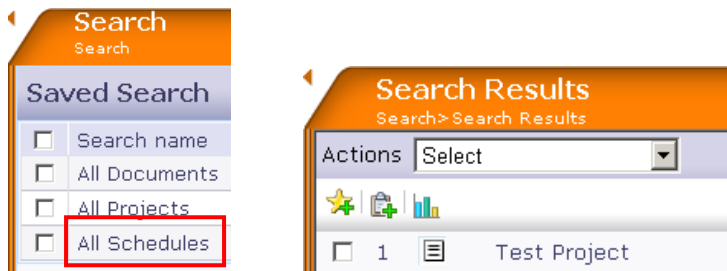 Search
Search
Saved Search
Search name
All Documents
All Projects
All Schedules
Search Results
Search>Search Results
Actions Select
1 Test Project